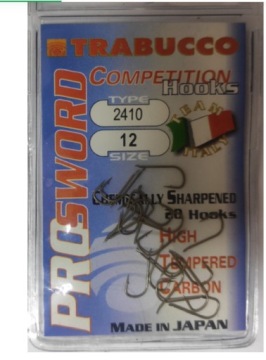 TRABUCCO
COMPETITION
Hooks
TYPE
2410
12
SIZE
TEAM
ITALY
PROSWORD
CHEMICALLY SHARPENED
20 Hooks
HIGH
TEMPERED
CARBON
MADE IN JAPAN